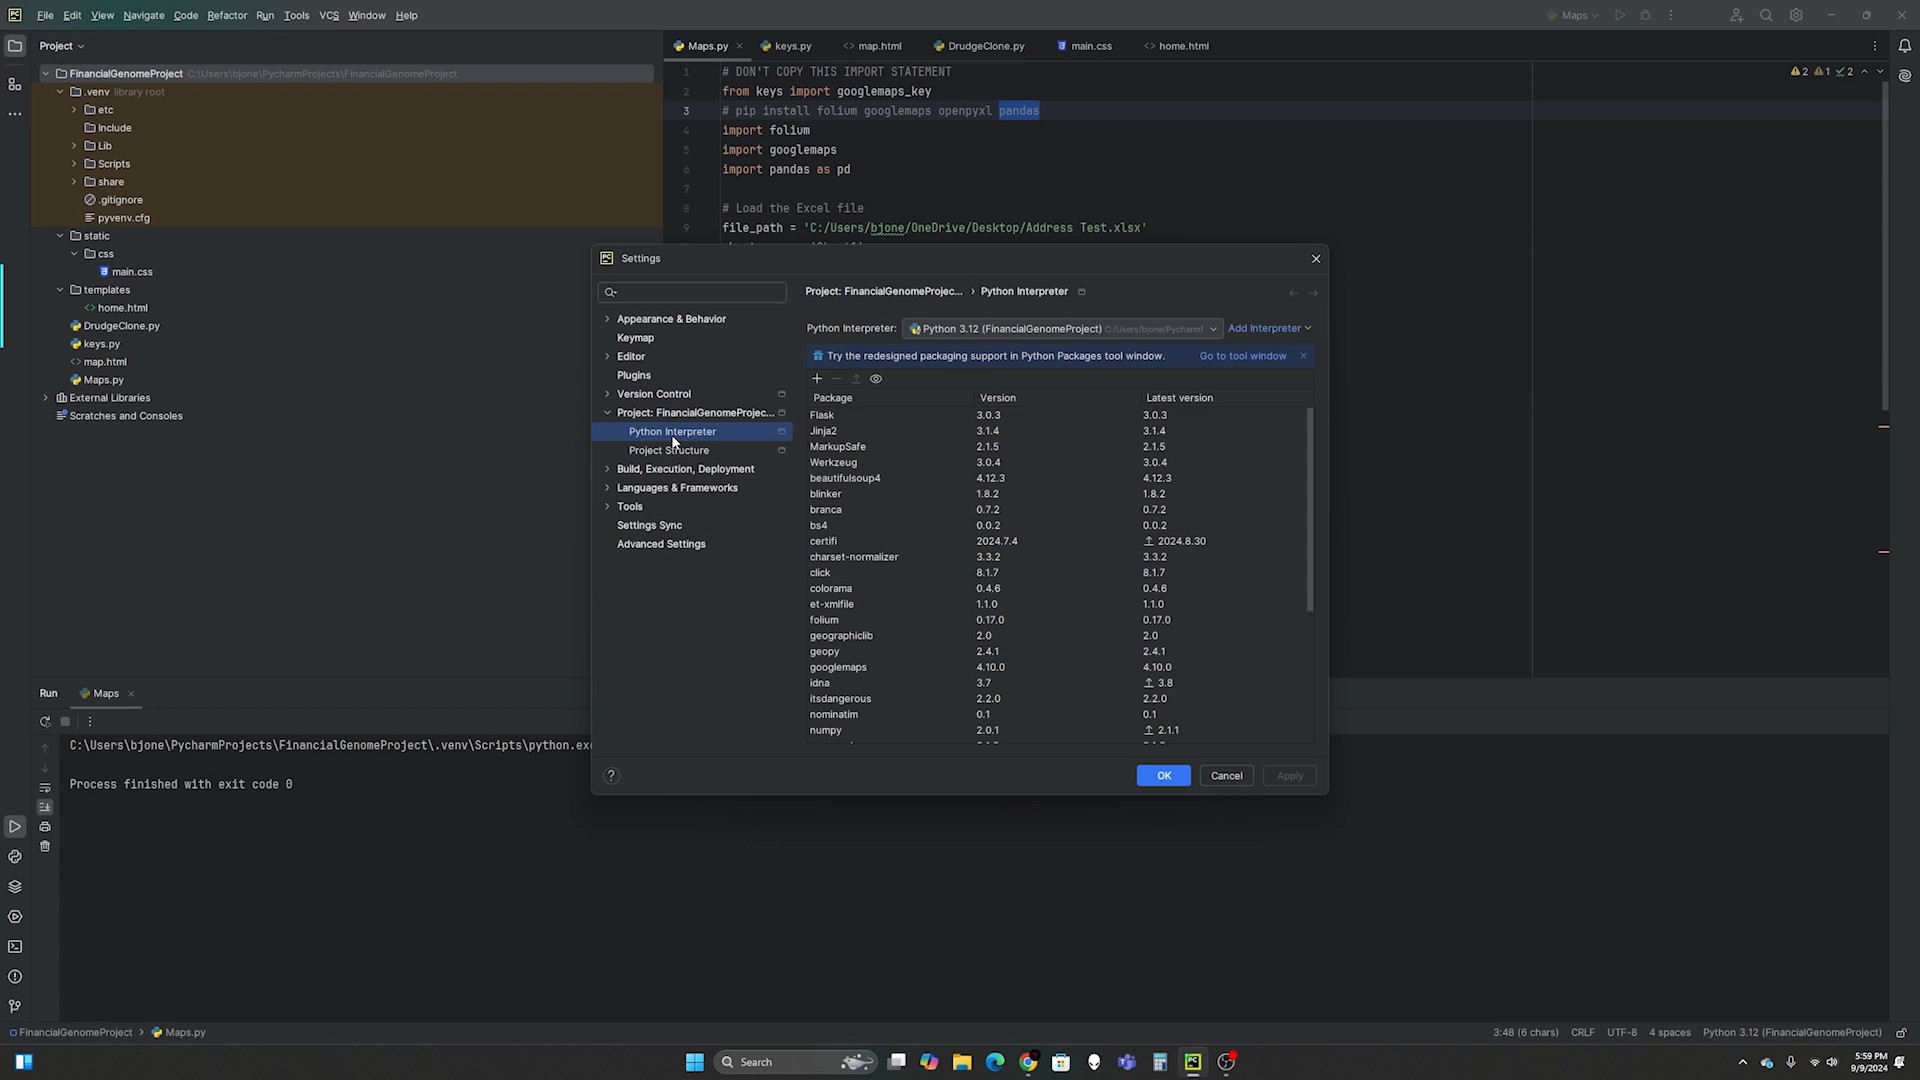 File Edit View Navigate Code Refactor Run Tools VCS Window Help
Maps
Project
FinancialGenomeProject C:\Users\bjone\PycharmProjects\FinancialGenomeProject
.venv library root
etc
Include
Lib
Scripts
share
.gitignore
pyvenv.cfg
static
css
main.css
templates
home.html
DrudgeClone.py
keys.py
map.html
Maps.py
External Libraries
Scratches and Consoles
Maps.py keys.py map.html DrudgeClone.py main.css home.html
1 # DON'T COPY THIS IMPORT STATEMENT
2 from keys import googlemaps_key
3 # pip install folium googlemaps openpyxl pandas
4 import folium
5 import googlemaps
6 import pandas as pd
7
8 # Load the Excel file
9 file_path = 'C:/Users/bjone/OneDrive/Desktop/Address Test.xlsx'
2 1 2
Settings
Appearance & Behavior
Keymap
Editor
Plugins
Version Control
Project: FinancialGenomeProjec...
Python Interpreter
Project Structure
Build, Execution, Deployment
Languages & Frameworks
Tools
Settings Sync
Advanced Settings
Project: FinancialGenomeProjec... › Python Interpreter
Python Interpreter: Python 3.12 (FinancialGenomeProject) C:/Users/bjone/Pycharm Add Interpreter
Try the redesigned packaging support in Python Packages tool window. Go to tool window
Package Version Latest version
Flask 3.0.3 3.0.3
Jinja2 3.1.4 3.1.4
MarkupSafe 2.1.5 2.1.5
Werkzeug 3.0.4 3.0.4
beautifulsoup4 4.12.3 4.12.3
blinker 1.8.2 1.8.2
branca 0.7.2 0.7.2
bs4 0.0.2 0.0.2
certifi 2024.7.4 2024.8.30
charset-normalizer 3.3.2 3.3.2
click 8.1.7 8.1.7
colorama 0.4.6 0.4.6
et-xmlfile 1.1.0 1.1.0
folium 0.17.0 0.17.0
geographiclib 2.0 2.0
geopy 2.4.1 2.4.1
googlemaps 4.10.0 4.10.0
idna 3.7 3.8
itsdangerous 2.2.0 2.2.0
nominatim 0.1 0.1
numpy 2.0.1 2.1.1
? OK Cancel Apply
Run Maps
C:\Users\bjone\PycharmProjects\FinancialGenomeProject\.venv\Scripts\python.ex
Process finished with exit code 0
FinancialGenomeProject › Maps.py
3:48 (6 chars) CRLF UTF-8 4 spaces Python 3.12 (FinancialGenomeProject)
Search
5:59 PM
9/9/2024